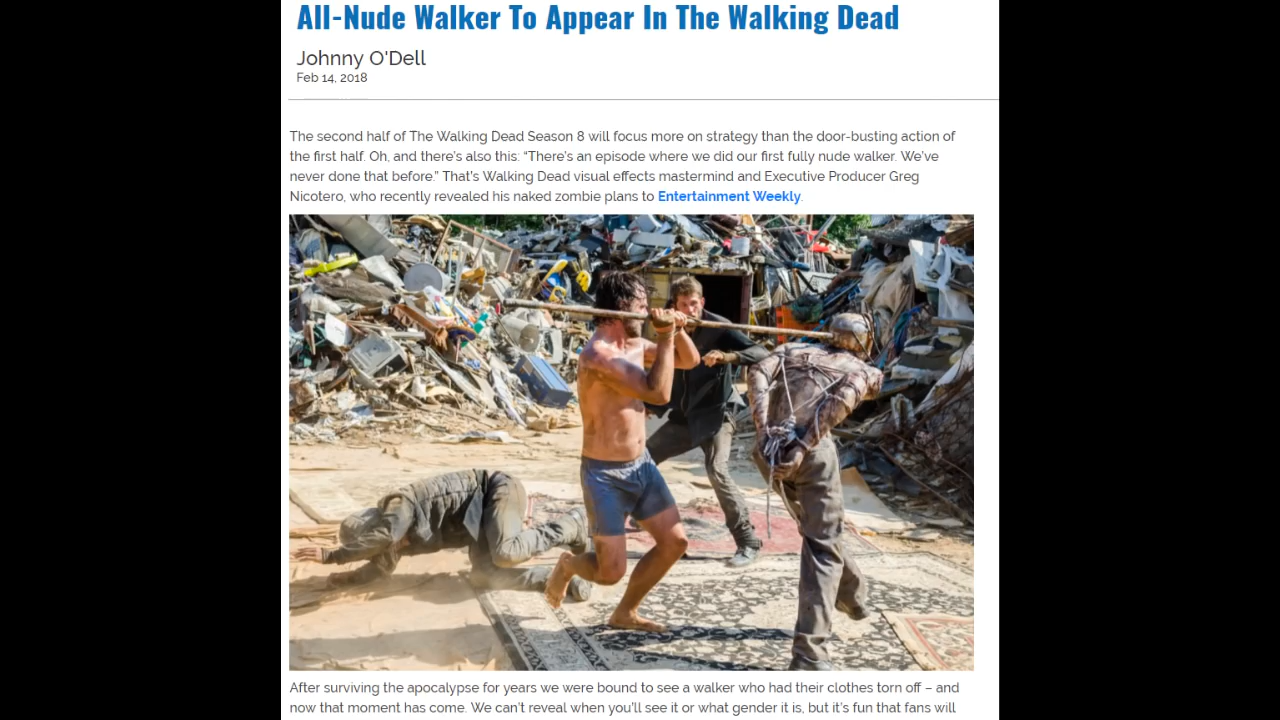 All-Nude Walker To Appear In The Walking Dead
Johnny O'Dell
Feb 14, 2018
The second half of The Walking Dead Season 8 will focus more on strategy than the door-busting action of
the first half. Oh, and there's also this: “There's an episode where we did our first fully nude walker. We've
never done that before.” That's Walking Dead visual effects mastermind and Executive Producer Greg
Nicotero, who recently revealed his naked zombie plans to Entertainment Weekly.
After surviving the apocalypse for years we were bound to see a walker who had their clothes torn off – and
now that moment has come. We can't reveal when you'll see it or what gender it is, but it's fun that fans will